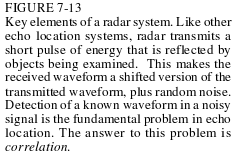 FIGURE 7-13
Key elements of a radar system. Like other
echo location systems, radar transmits a
short pulse of energy that is reflected by
objects being examined. This makes the
received waveform a shifted version of the
transmitted waveform, plus random noise.
Detection of a known waveform in a noisy
signal is the fundamental problem in echo
location. The answer to this problem is
correlation.